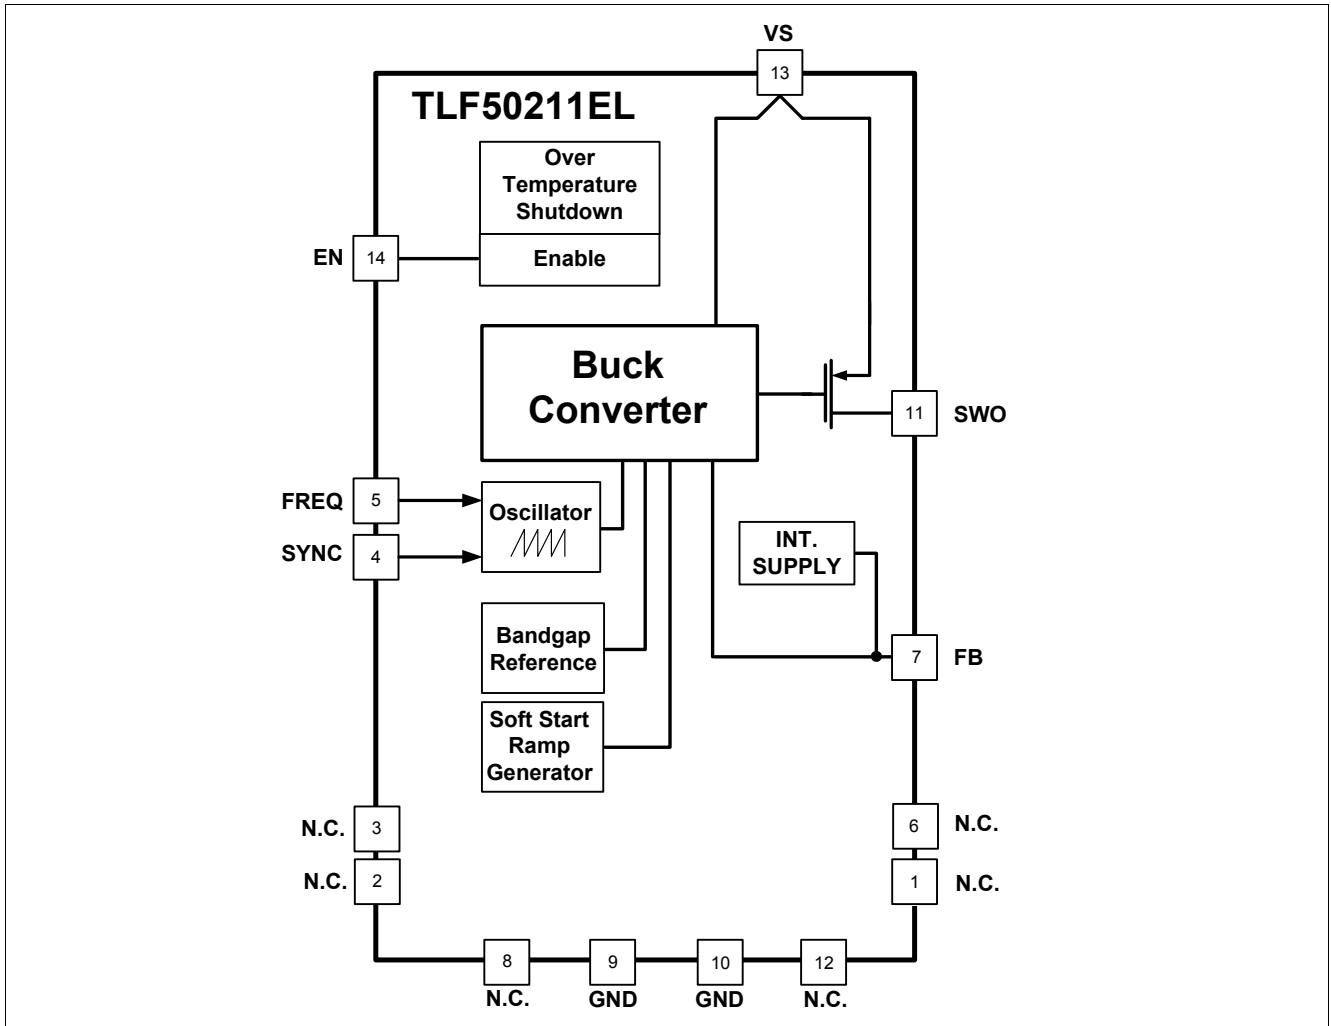 VS
13
TLF50211EL
Over
Temperature
Shutdown
EN
14
Enable
Buck
Converter
11
SWO
FREQ
5
Oscillator
SYNC
4
INT.
SUPPLY
Bandgap
Reference
7
FB
Soft Start
Ramp
Generator
N.C.
3
6
N.C.
N.C.
2
1
N.C.
8
9
10
12
N.C.
GND
GND
N.C.